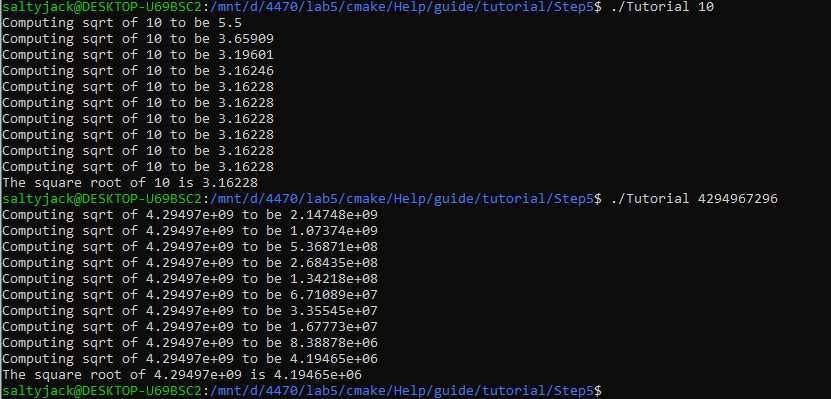 saltyjack@DESKTOP-U69BSC2:/mnt/d/4470/lab5/cmake/Help/guide/tutorial/Step5$ ./Tutorial 10
Computing sqrt of 10 to be 5.5
Computing sqrt of 10 to be 3.65909
Computing sqrt of 10 to be 3.19601
Computing sqrt of 10 to be 3.16246
Computing sqrt of 10 to be 3.16228
Computing sqrt of 10 to be 3.16228
Computing sqrt of 10 to be 3.16228
Computing sqrt of 10 to be 3.16228
Computing sqrt of 10 to be 3.16228
Computing sqrt of 10 to be 3.16228
The square root of 10 is 3.16228
saltyjack@DESKTOP-U69BSC2:/mnt/d/4470/lab5/cmake/Help/guide/tutorial/Step5$ ./Tutorial 4294967296
Computing sqrt of 4.29497e+09 to be 2.14748e+09
Computing sqrt of 4.29497e+09 to be 1.07374e+09
Computing sqrt of 4.29497e+09 to be 5.36871e+08
Computing sqrt of 4.29497e+09 to be 2.68435e+08
Computing sqrt of 4.29497e+09 to be 1.34218e+08
Computing sqrt of 4.29497e+09 to be 6.71089e+07
Computing sqrt of 4.29497e+09 to be 3.35545e+07
Computing sqrt of 4.29497e+09 to be 1.67773e+07
Computing sqrt of 4.29497e+09 to be 8.38878e+06
Computing sqrt of 4.29497e+09 to be 4.19465e+06
The square root of 4.29497e+09 is 4.19465e+06
saltyjack@DESKTOP-U69BSC2:/mnt/d/4470/lab5/cmake/Help/guide/tutorial/Step5$